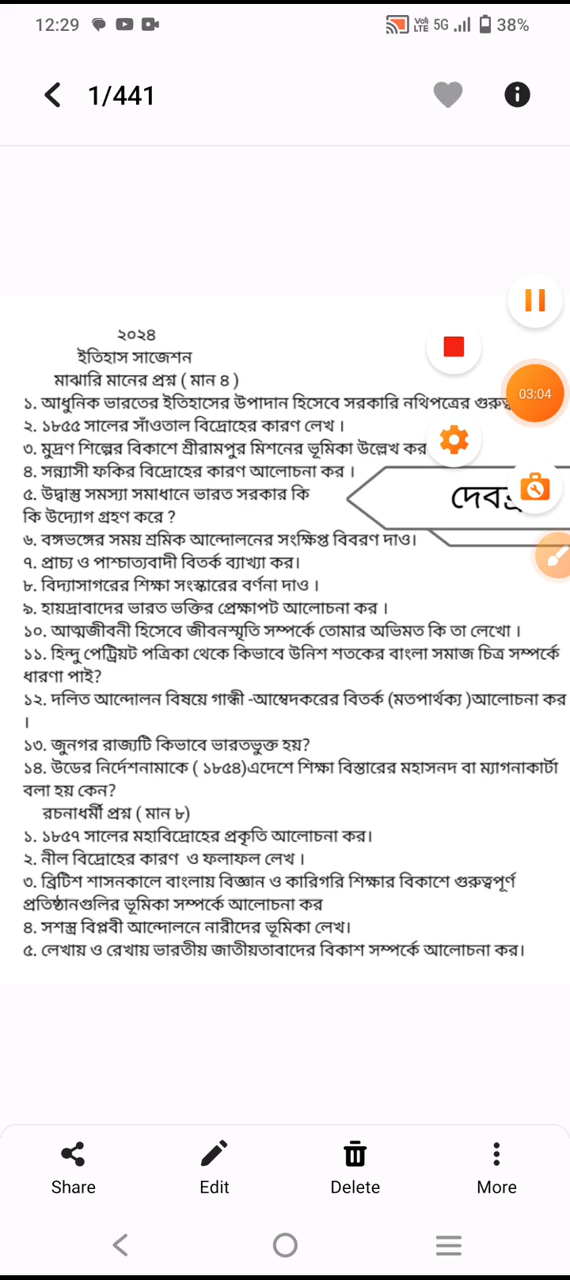 12:29
Vo) LTE 5G 38%
1/441
২০২৪
ইতিহাস সাজেশন
মাঝারি মানের প্রশ্ন ( মান ৪ )
১. আধুনিক ভারতের ইতিহাসের উপাদান হিসেবে সরকারি নথিপত্রের
২. ১৮৫৫ সালের সাঁওতাল বিদ্রোহের কারণ লেখ ।
৩. মুদ্রণ শিল্পের বিকাশে শ্রীরামপুর মিশনের ভূমিকা উল্লেখ কর
৪. সন্ন্যাসী ফকির বিদ্রোহের কারণ আলোচনা কর ।
৫. উদ্বাস্তু সমস্যা সমাধানে ভারত সরকার কি
কি উদ্যোগ গ্রহণ করে ?
৬. বঙ্গভঙ্গের সময় শ্রমিক আন্দোলনের সংক্ষিপ্ত বিবরণ দাও।
৭. প্রাচ্য ও পাশ্চাত্যবাদী বিতর্ক ব্যাখ্যা কর।
৮. বিদ্যাসাগরের শিক্ষা সংস্কারের বর্ণনা দাও ।
৯. হায়দ্রাবাদের ভারত ভক্তির প্রেক্ষাপট আলোচনা কর ।
১০. আত্মজীবনী হিসেবে জীবনস্মৃতি সম্পর্কে তোমার অভিমত কি তা লেখো ।
১১. হিন্দু পেট্রিয়ট পত্রিকা থেকে কিভাবে উনিশ শতকের বাংলা সমাজ চিত্র সম্পর্কে
ধারণা পাই?
১২. দলিত আন্দোলন বিষয়ে গান্ধী -আম্বেদকরের বিতর্ক (মতপার্থক্য )আলোচনা কর
।
১৩. জুনগর রাজ্যটি কিভাবে ভারতভুক্ত হয়?
১৪. উডের নির্দেশনামাকে ( ১৮৫৪)এদেশে শিক্ষা বিস্তারের মহাসনদ বা ম্যাগনাকার্টা
বলা হয় কেন?
রচনাধর্মী প্রশ্ন ( মান ৮)
১. ১৮৫৭ সালের মহাবিদ্রোহের প্রকৃতি আলোচনা কর।
২. নীল বিদ্রোহের কারণ ও ফলাফল লেখ ।
৩. ব্রিটিশ শাসনকালে বাংলায় বিজ্ঞান ও কারিগরি শিক্ষার বিকাশে গুরুত্বপূর্ণ
প্রতিষ্ঠানগুলির ভূমিকা সম্পর্কে আলোচনা কর
৪. সশস্ত্র বিপ্লবী আন্দোলনে নারীদের ভূমিকা লেখ।
৫. লেখায় ও রেখায় ভারতীয় জাতীয়তাবাদের বিকাশ সম্পর্কে আলোচনা কর।
03:04
Share Edit Delete More